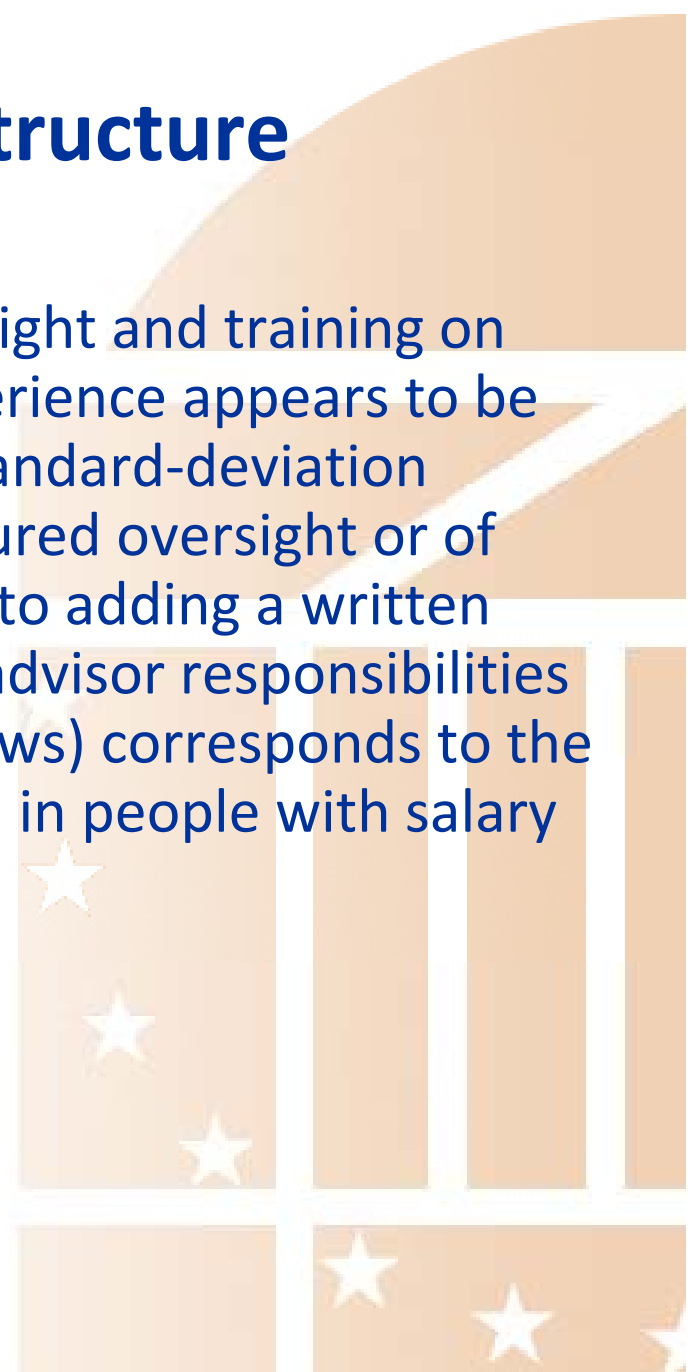 tructure
ight and training on
erience appears to be
andard-deviation
ured oversight or of
to adding a written
advisor responsibilities
ws) corresponds to the
in people with salary